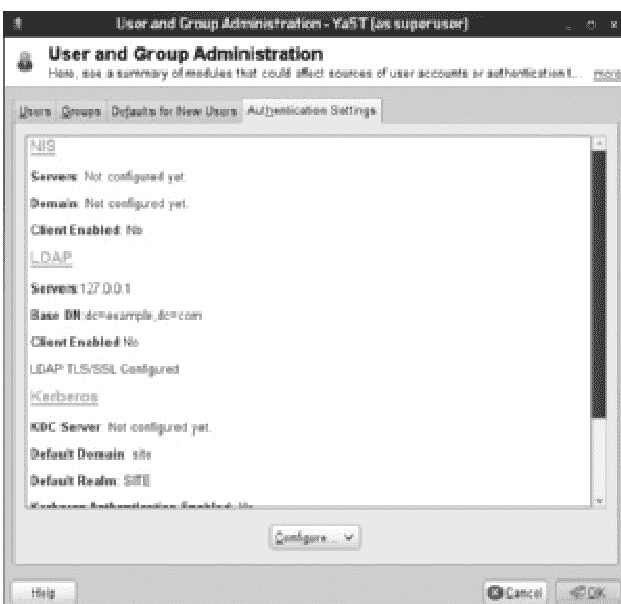 User and Group Administration - YaST (as superuser)
User and Group Administration
Here, see a summary of modules that could affect sources of user accounts or authentication t... more
Users Groups Defaults for New Users Authentication Settings
NIS
Servers: Not configured yet.
Domain: Not configured yet.
Client Enabled: No
LDAP
Servers:127.0.0.1
Base DN:dc=example,dc=com
Client Enabled:No
LDAP TLS/SSL Configured
Kerberos
KDC Server: Not configured yet.
Default Domain: site
Default Realm: SITE
Kerberos Authentication Enabled: No
Configure...
Help Cancel OK